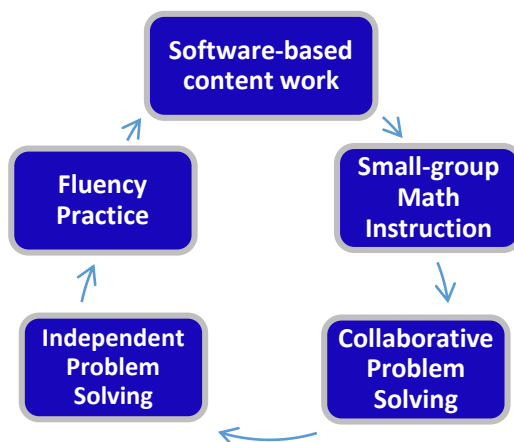 Software-based
content work
Small-group
Math
Instruction
Collaborative
Problem
Solving
Independent
Problem
Solving
Fluency
Practice